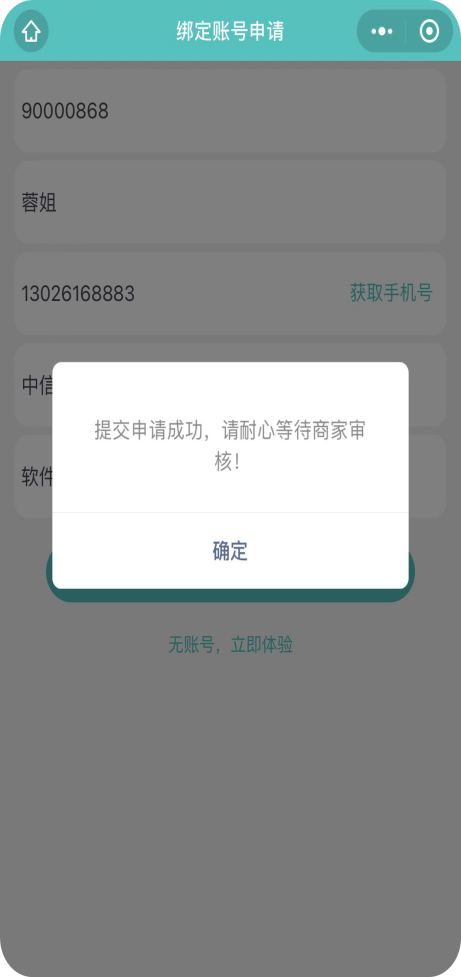 绑定账号申请
90000868
蓉姐
13026168883
获取手机号
中信
提交申请成功，请耐心等待商家审
核！
软件
确定
无账号，立即体验